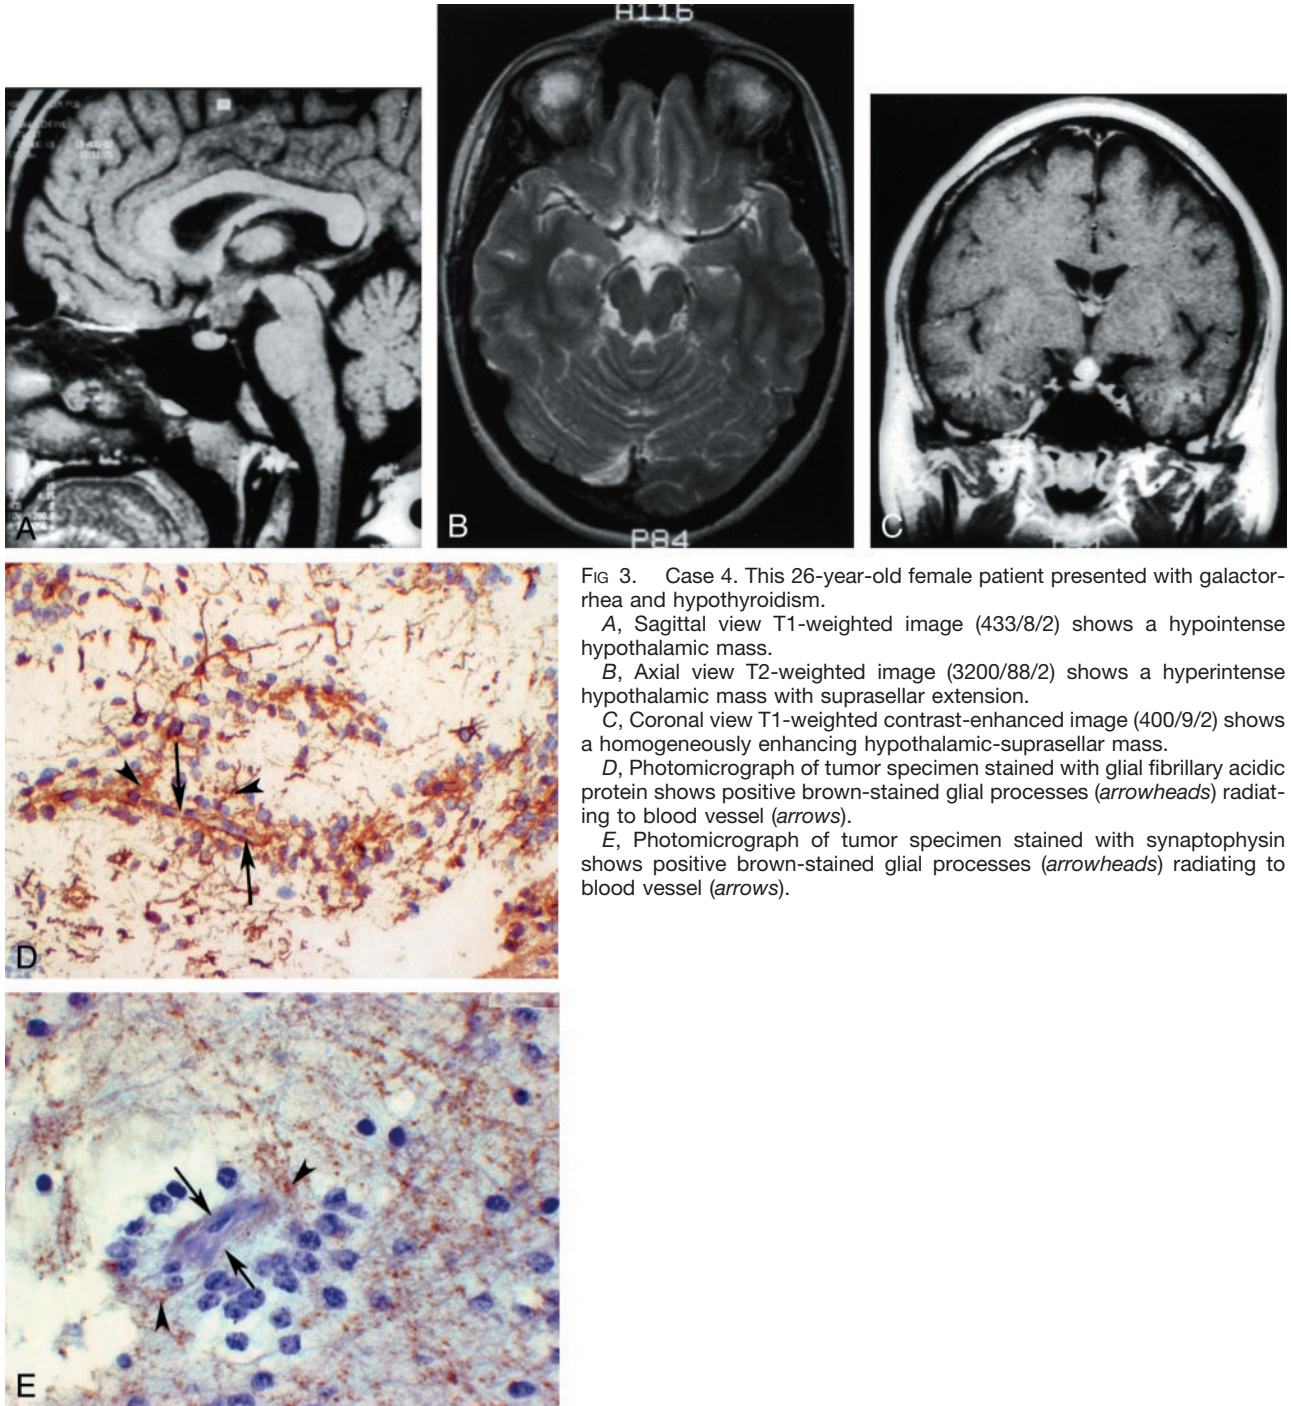 H116
A
B
P84
C
FIG 3. Case 4. This 26-year-old female patient presented with galactor-
rhea and hypothyroidism.
A, Sagittal view T1-weighted image (433/8/2) shows a hypointense
hypothalamic mass.
B, Axial view T2-weighted image (3200/88/2) shows a hyperintense
hypothalamic mass with suprasellar extension.
C, Coronal view T1-weighted contrast-enhanced image (400/9/2) shows
a homogeneously enhancing hypothalamic-suprasellar mass.
D, Photomicrograph of tumor specimen stained with glial fibrillary acidic
protein shows positive brown-stained glial processes (arrowheads) radiat-
ing to blood vessel (arrows).
E, Photomicrograph of tumor specimen stained with synaptophysin
shows positive brown-stained glial processes (arrowheads) radiating to
blood vessel (arrows).
D
E